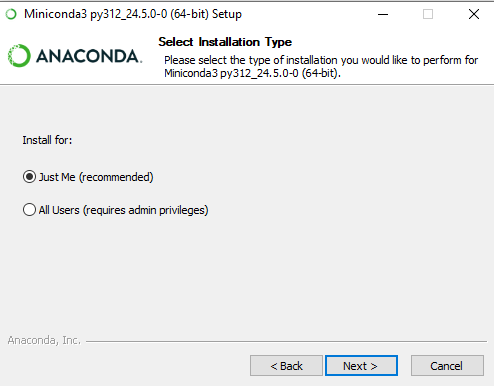 Miniconda3 py312_24.5.0-0 (64-bit) Setup
ANACONDA.
Select Installation Type
Please select the type of installation you would like to perform for
Miniconda3 py312_24.5.0-0 (64-bit).
Install for:
Just Me (recommended)
All Users (requires admin privileges)
Anaconda, Inc.
< Back
Next >
Cancel